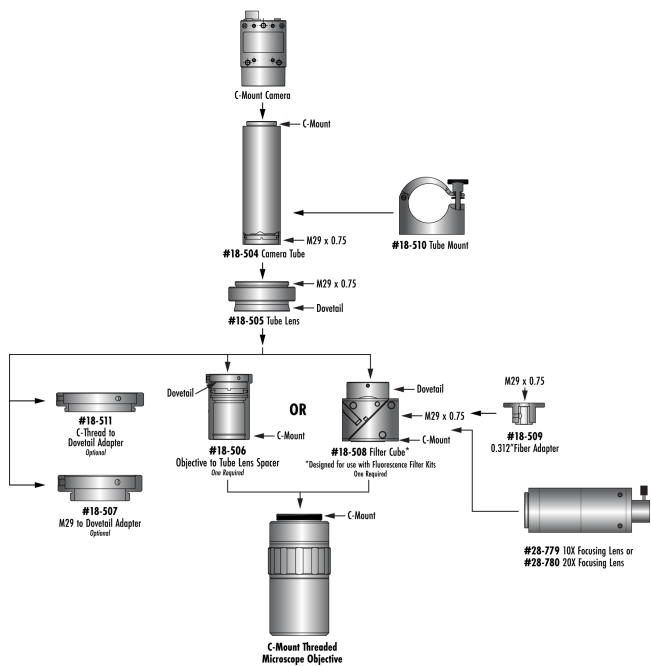 C-Mount Camera
C-Mount
M29 x 0.75
#18-504 Camera Tube
#18-510 Tube Mount
M29 x 0.75
Dovetail
#18-505 Tube Lens
#18-511
C-Thread to
Dovetail Adapter
Optional
#18-507
M29 to Dovetail Adapter
Optional
Dovetail
C-Mount
#18-506
Objective to Tube Lens Spacer
One Required
OR
Dovetail
M29 x 0.75
C-Mount
#18-508 Filter Cube*
*Designed for use with Fluorescence Filter Kits
One Required
M29 x 0.75
#18-509
0.312"Fiber Adapter
#28-779 10X Focusing Lens or
#28-780 20X Focusing Lens
C-Mount
C-Mount Threaded
Microscope Objective